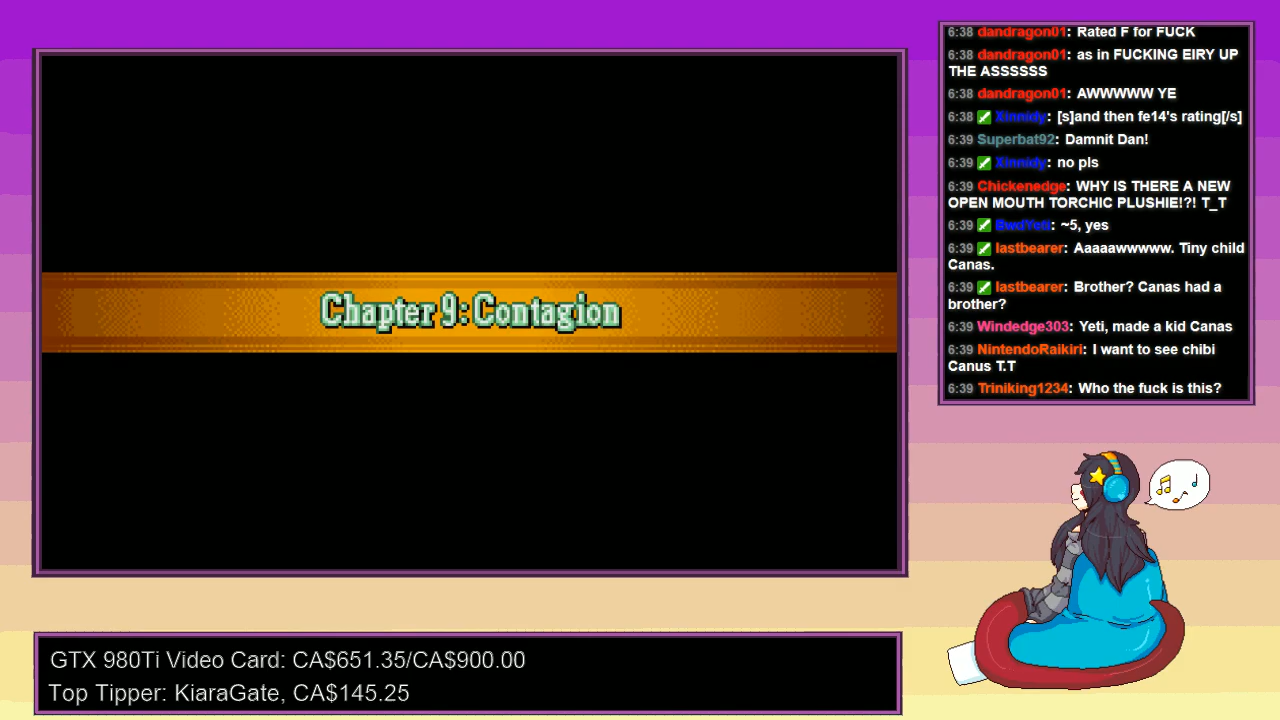 Chapter 9: Contagion
6:38 dandragon01: Rated F for FUCK
6:38 dandragon01: as in FUCKING EIRY UP
THE ASSSSSS
6:38 dandragon01: AWWWWW YE
6:38 Xinnidy: [s]and then fe14's rating[/s]
6:39 Superbat92: Damnit Dan!
6:39 Xinnidy: no pls
6:39 Chickenedge: WHY IS THERE A NEW
OPEN MOUTH TORCHIC PLUSHIE!?! T_T
6:39 BwdYeti: ~5, yes
6:39 lastbearer: Aaaaawwwww. Tiny child
Canas.
6:39 lastbearer: Brother? Canas had a
brother?
6:39 Windedge303: Yeti, made a kid Canas
6:39 NintendoRaikiri: I want to see chibi
Canus T.T
6:39 Triniking1234: Who the fuck is this?
GTX 980Ti Video Card: CA$651.35/CA$900.00
Top Tipper: KiaraGate, CA$145.25